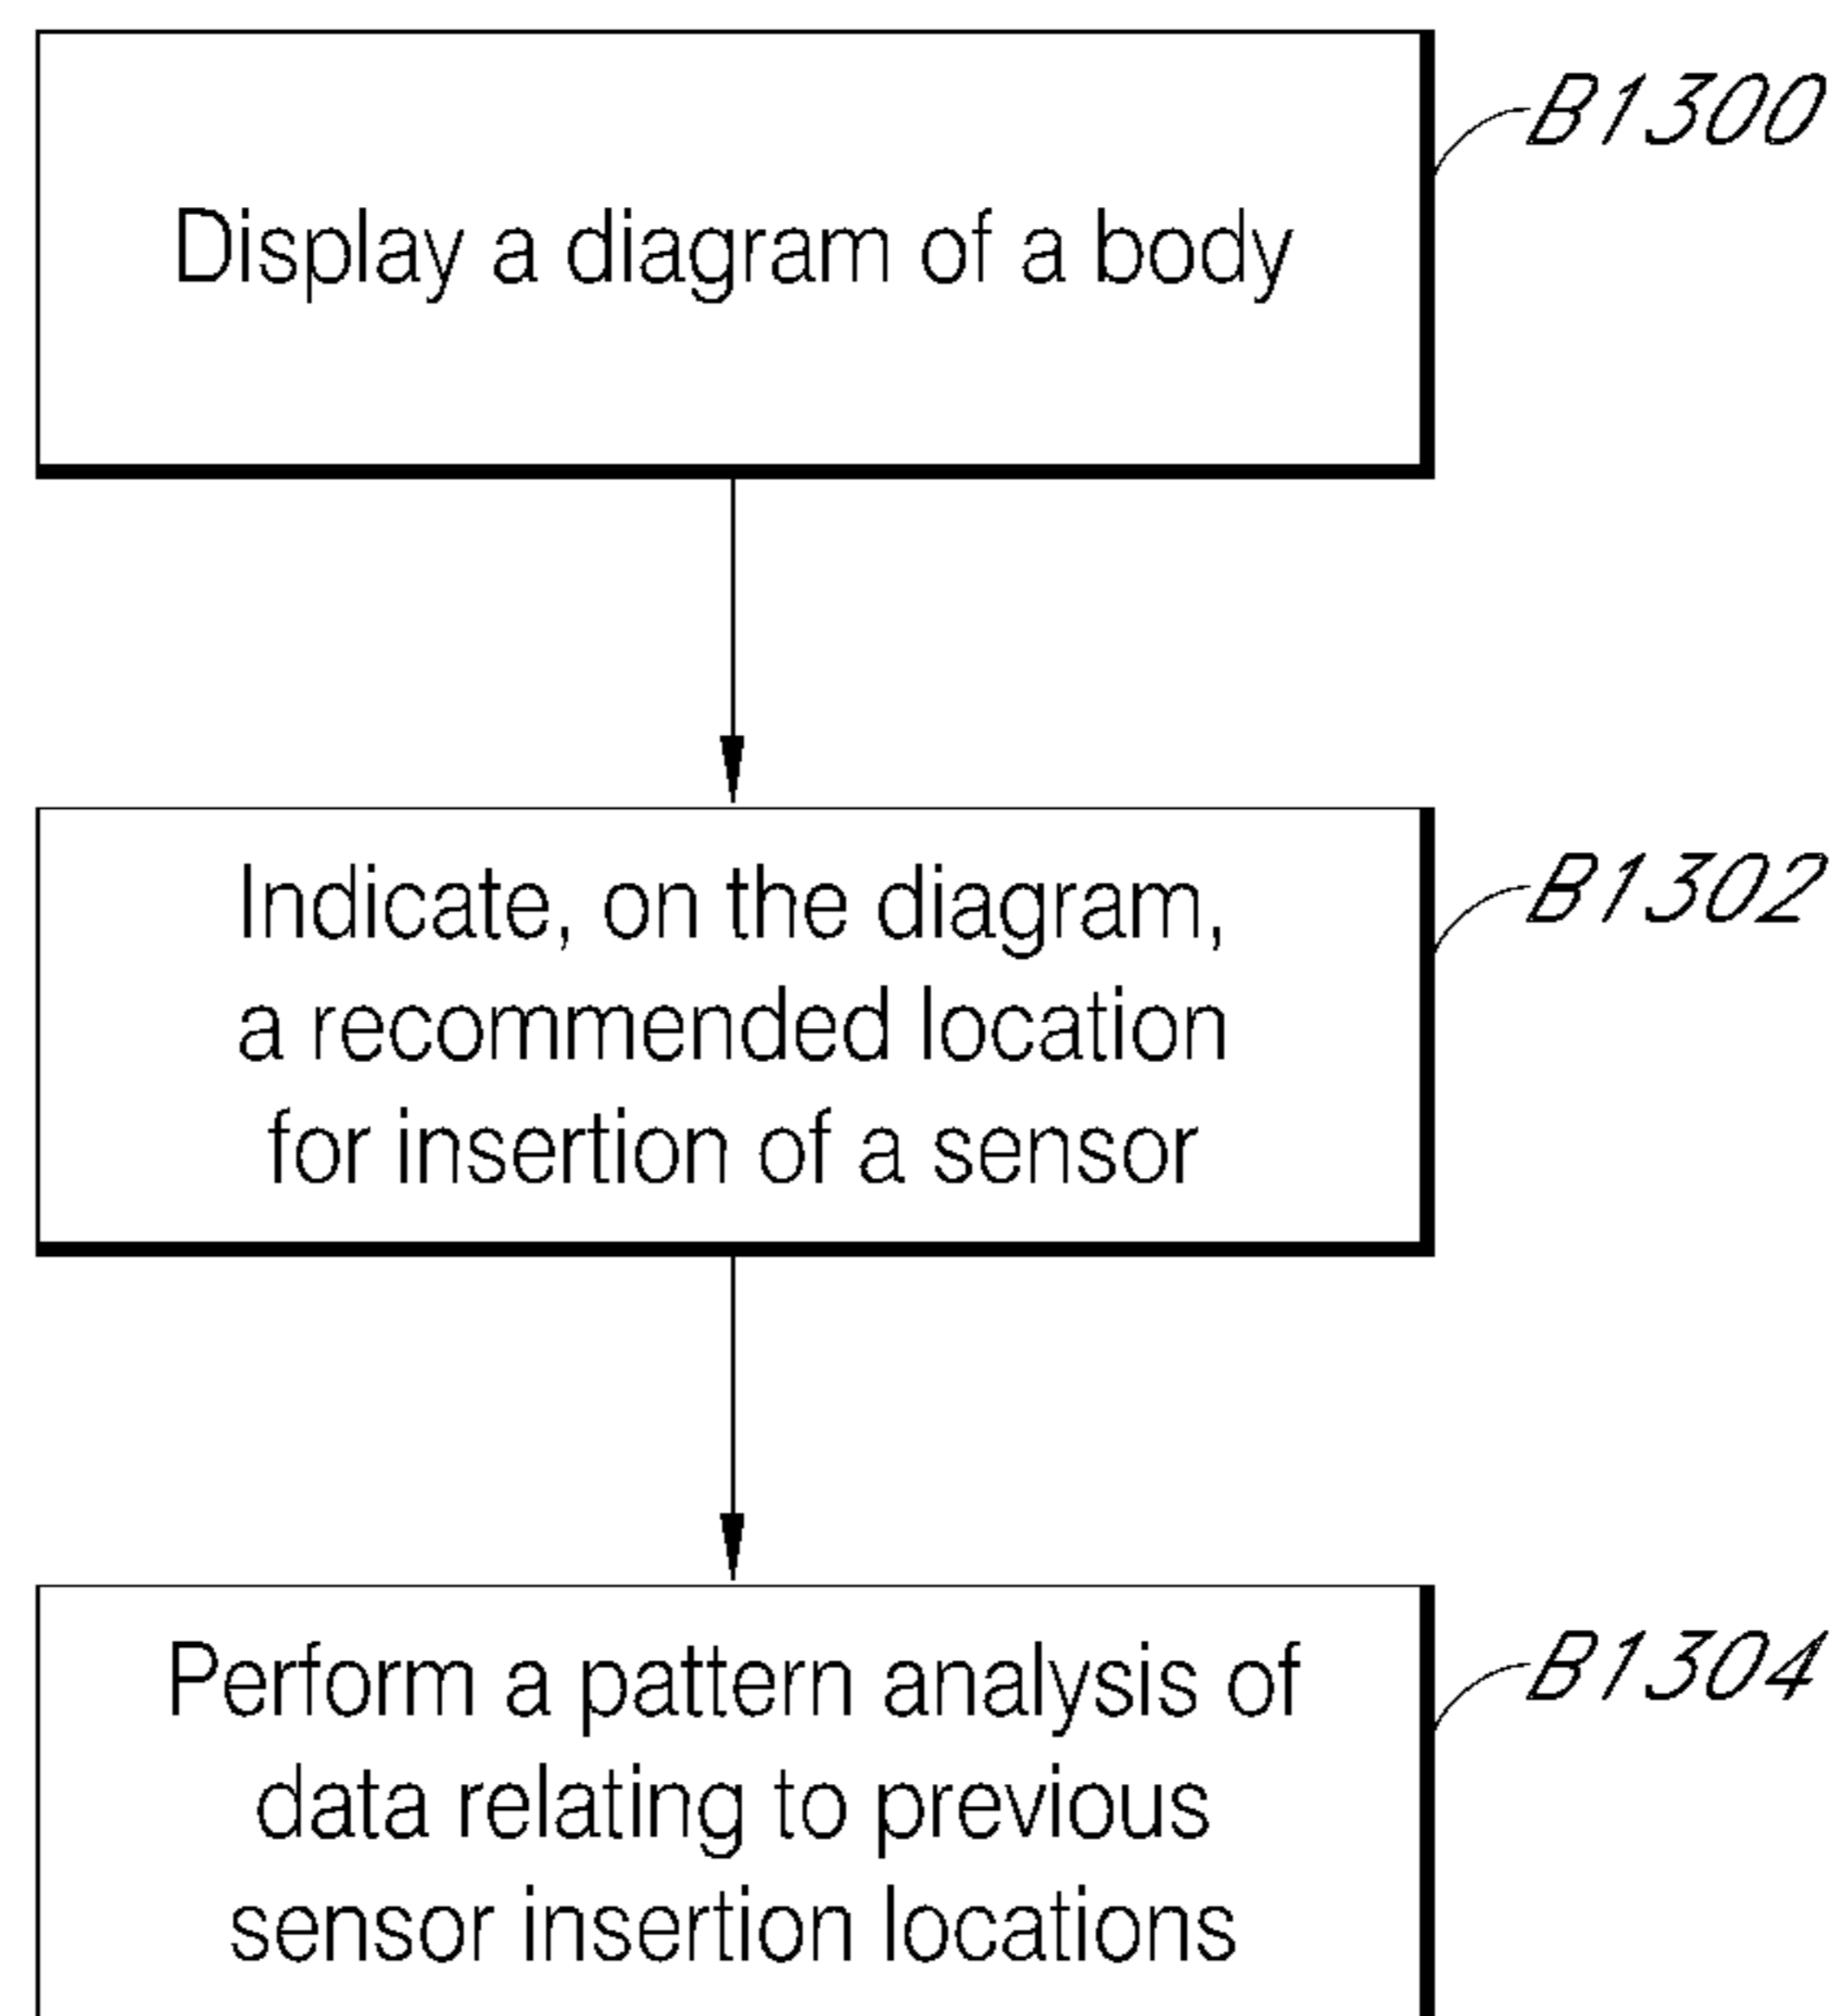 Display a diagram of a body
B1300
Indicate, on the diagram,
a recommended location
for insertion of a sensor
B1302
Perform a pattern analysis of
data relating to previous
sensor insertion locations
B1304